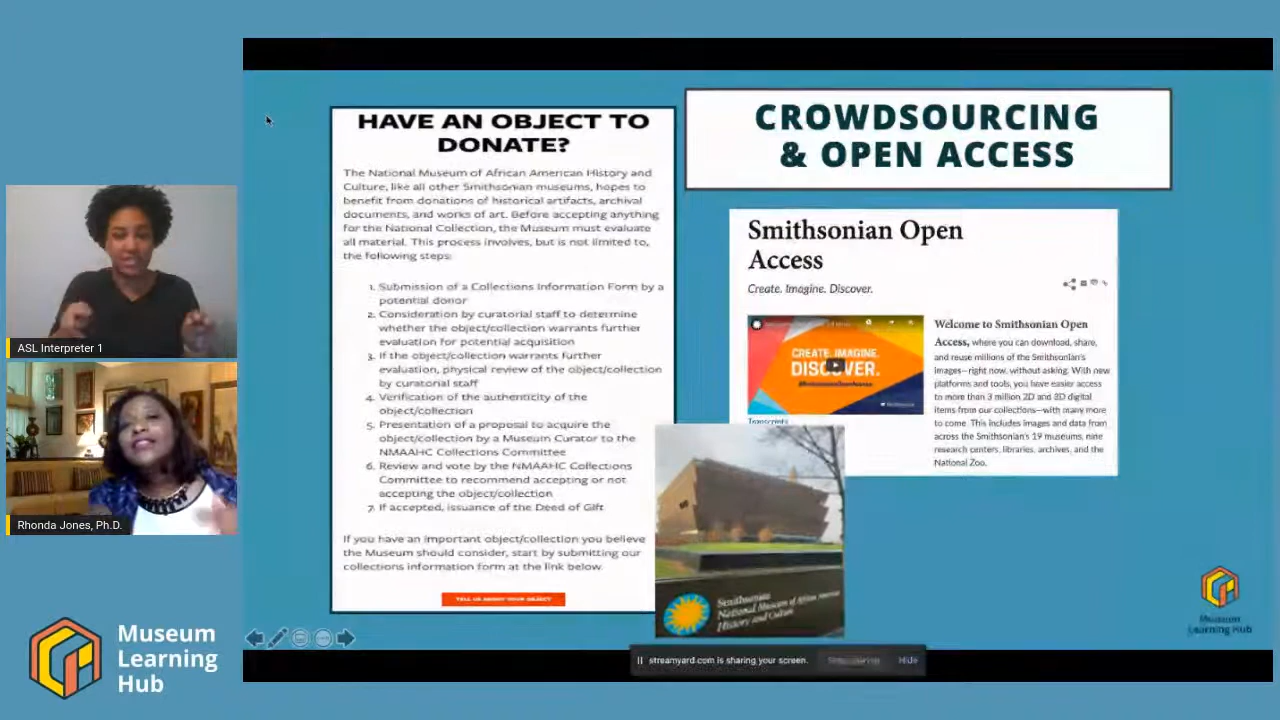 HAVE AN OBJECT TO
DONATE?
The National Museum of African American History and
Culture, like all other Smithsonian museums, hopes to
benefit from donations of historical artifacts, archival
documents, and works of art. Before accepting anything
for the National Collection, the Museum must evaluate
all material. This process involves, but is not limited to,
the following steps:
1. Submission of a Collections Information Form by a
potential donor
2. Consideration by curatorial staff to determine
whether the object/collection warrants further
evaluation for potential acquisition
3. If the object/collection warrants further
evaluation, physical review of the object/collection
by curatorial staff
4. Verification of the authenticity of the
object/collection
5. Presentation of a proposal to acquire the
object/collection by a Museum Curator to the
NMAAHC Collections Committee
6. Review and vote by the NMAAHC Collections
Committee to recommend accepting or not
accepting the object/collection
7. If accepted, issuance of the Deed of Gift
If you have an important object/collection you believe
the Museum should consider, start by submitting our
collections information form at the link below.
TELL US ABOUT YOUR OBJECT
CROWDSOURCING
& OPEN ACCESS
Smithsonian Open
Access
Create. Imagine. Discover.
CREATE. IMAGINE.
DISCOVER.
Transcripts
Welcome to Smithsonian Open
Access, where you can download, share,
and reuse millions of the Smithsonian's
images—right now, without asking. With new
platforms and tools, you have easier access
to more than 3 million 2D and 3D digital
items from our collections—with many more
to come. This includes images and data from
across the Smithsonian's 19 museums, nine
research centers, libraries, archives, and the
National Zoo.
Smithsonian
National Museum of African American
History and Culture
ASL Interpreter 1
Rhonda Jones, Ph.D.
Museum
Learning
Hub
Museum
Learning Hub
streamyard.com is sharing your screen.
Stop sharing
Hide